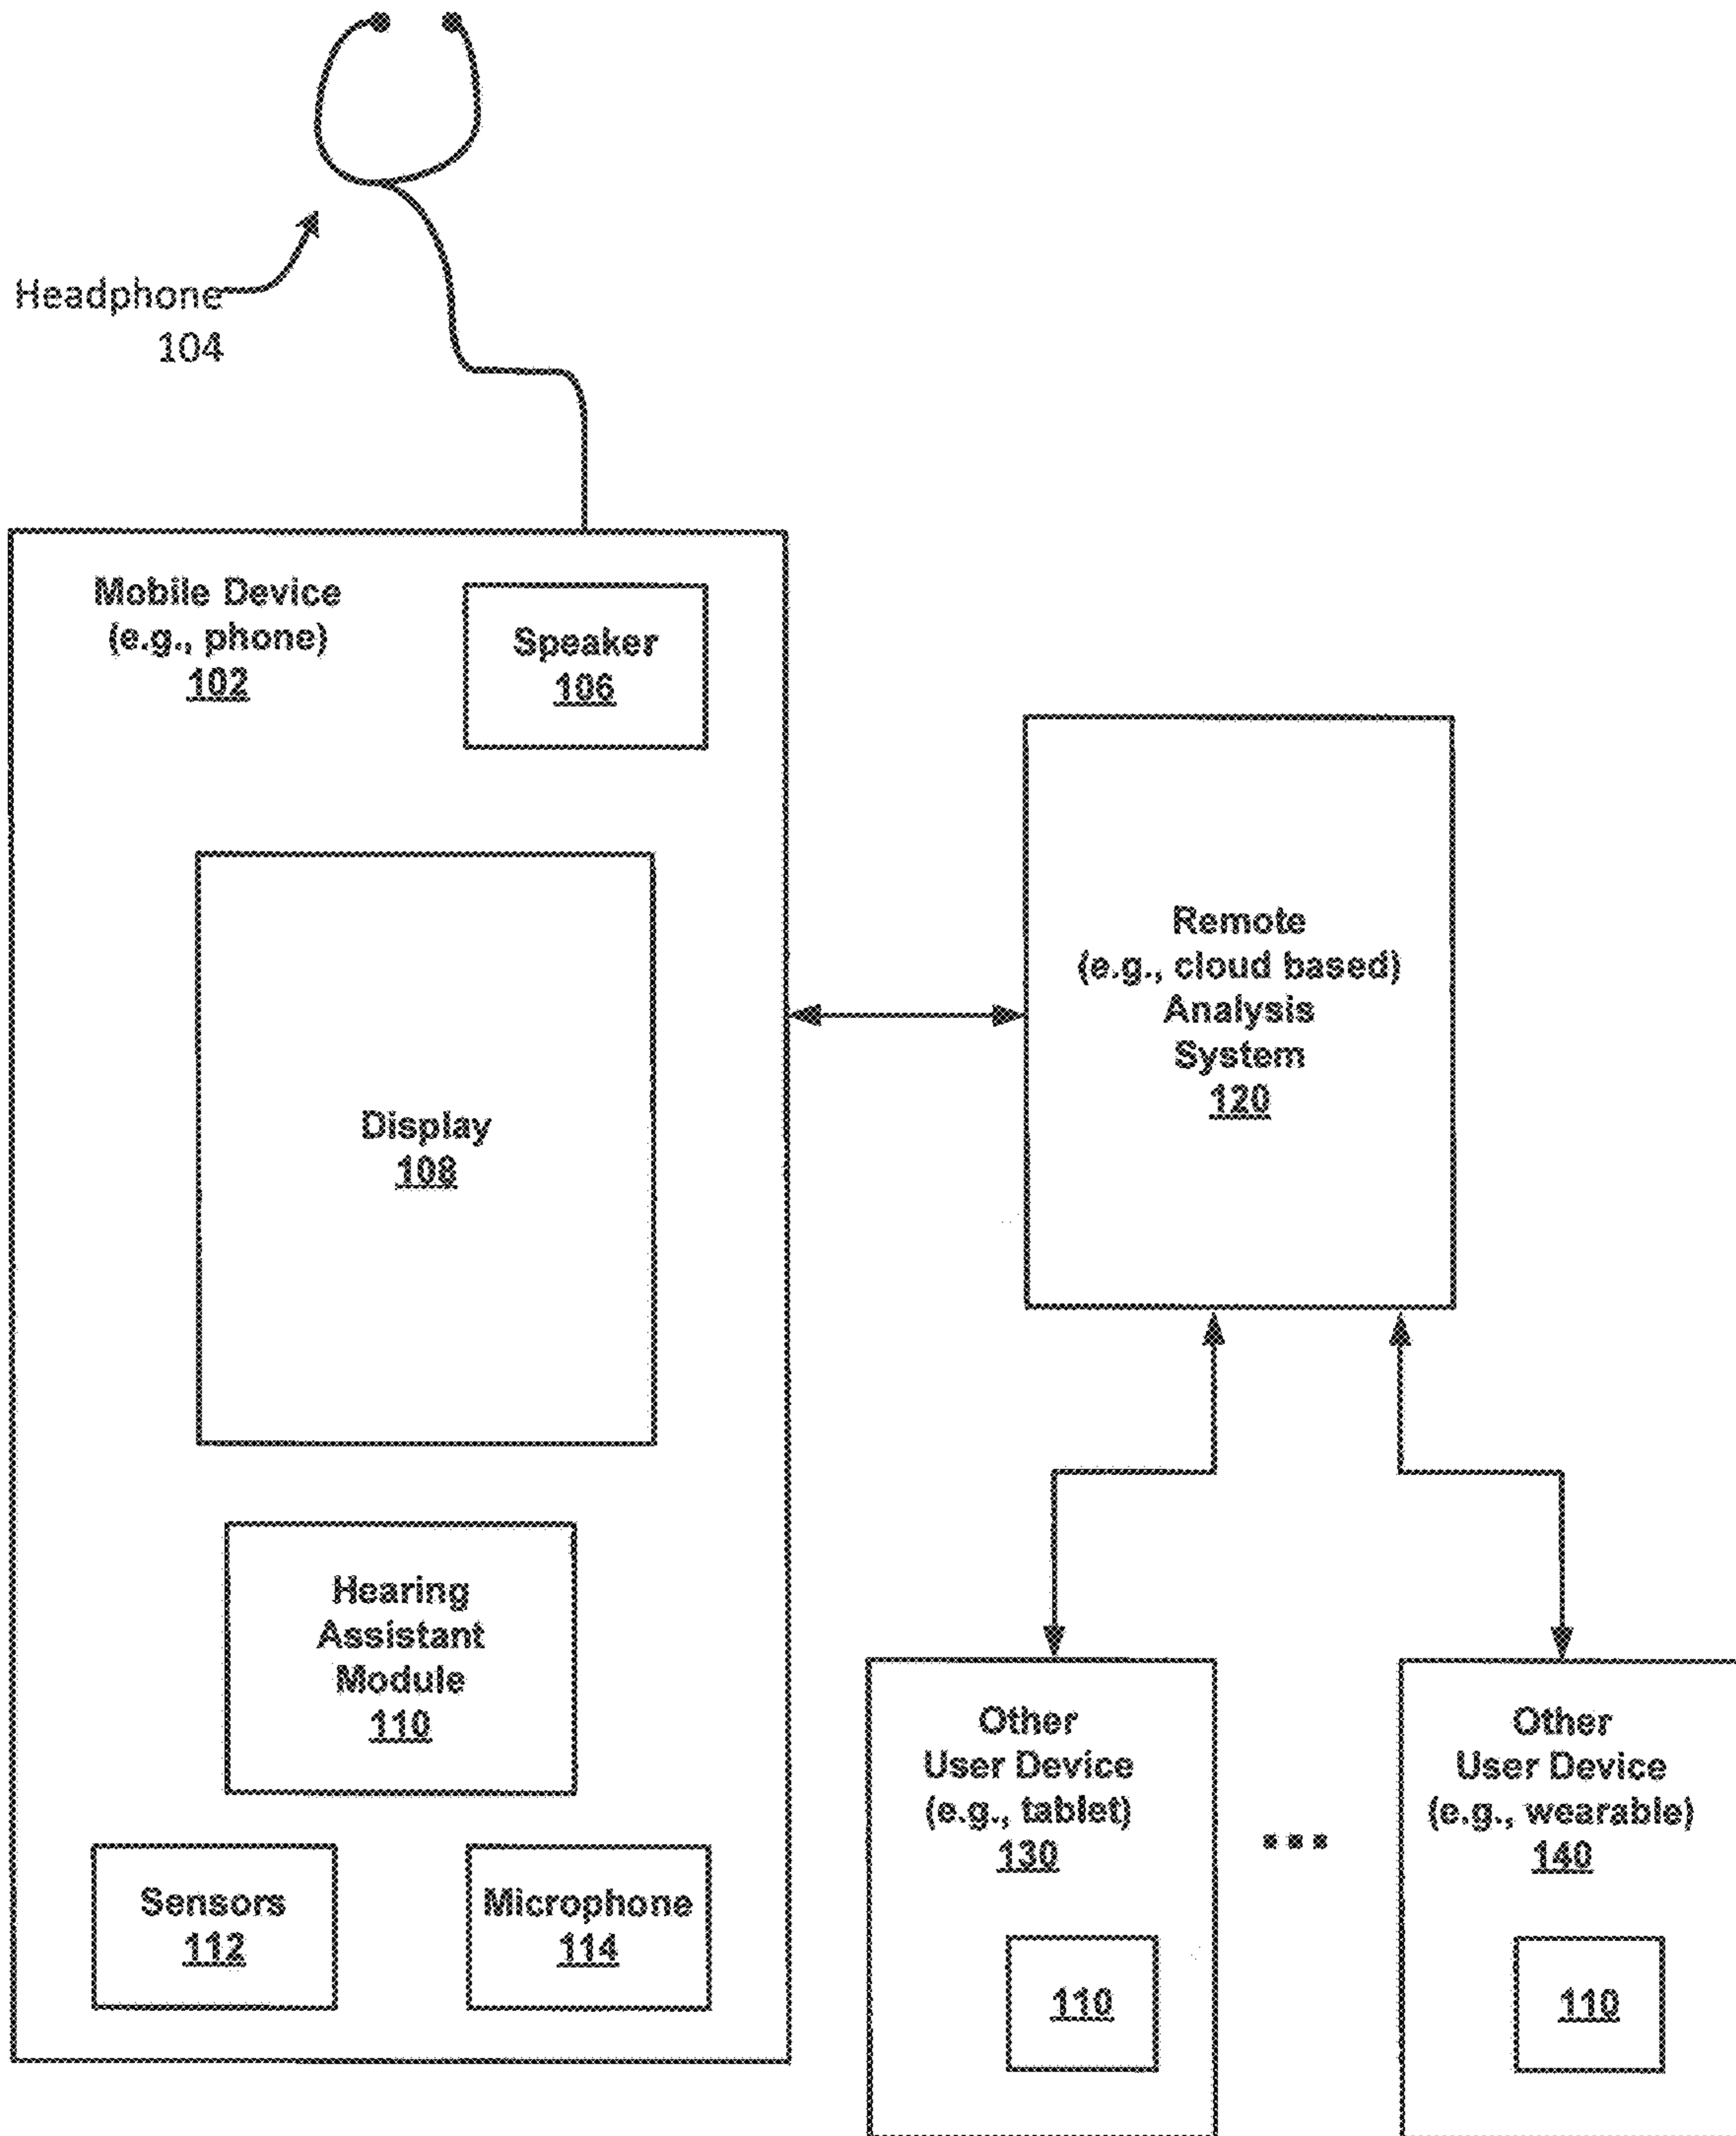 Headphone
104
Mobile Device
(e.g., phone)
102
Speaker
106
Display
108
Hearing
Assistant
Module
110
Sensors
112
Microphone
114
Remote
(e.g., cloud based)
Analysis
System
120
Other
User Device
(e.g., tablet)
130
110
Other
User Device
(e.g., wearable)
140
110